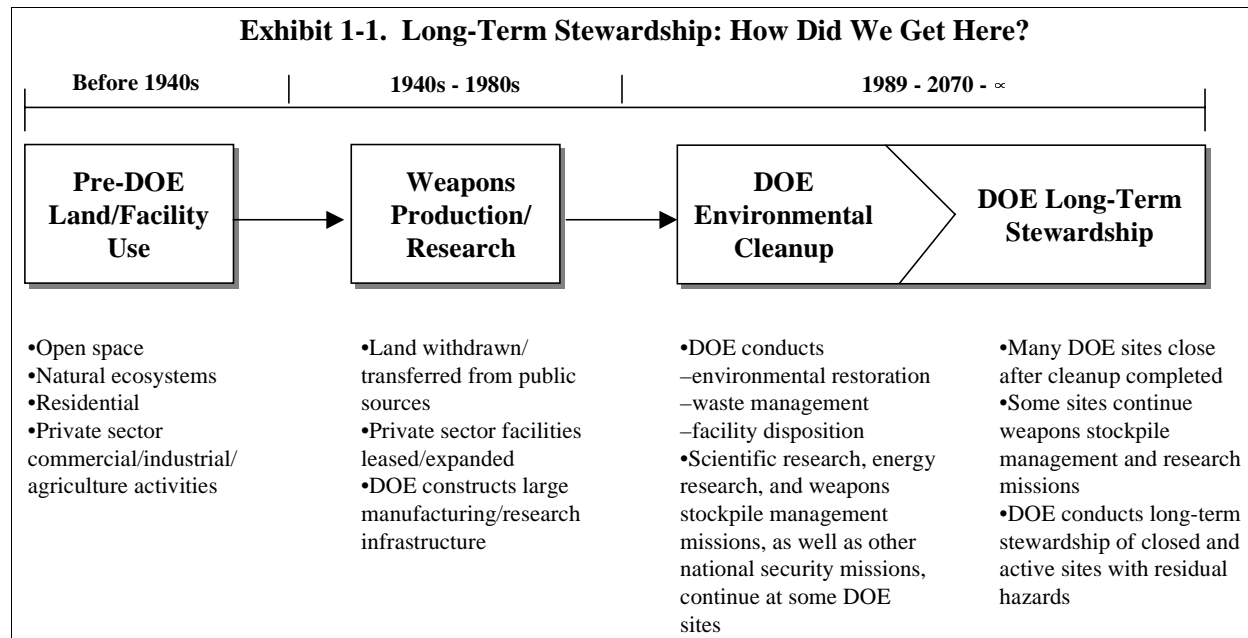 Exhibit 1-1.  Long-Term Stewardship: How Did We Get Here?
Before 1940s
1940s - 1980s
1989 - 2070 - ∝
Pre-DOE
Land/Facility
Use
Weapons
Production/
Research
DOE
Environmental
Cleanup
DOE Long-Term
Stewardship
•Open space
•Natural ecosystems
•Residential
•Private sector
commercial/industrial/
agriculture activities
•Land withdrawn/
transferred from public
sources
•Private sector facilities
leased/expanded
•DOE constructs large
manufacturing/research
infrastructure
•DOE conducts
–environmental restoration
–waste management
–facility disposition
•Scientific research, energy
research, and weapons
stockpile management
missions, as well as other
national security missions,
continue at some DOE
sites
•Many DOE sites close
after cleanup completed
•Some sites continue
weapons stockpile
management and research
missions
•DOE conducts long-term
stewardship of closed and
active sites with residual
hazards